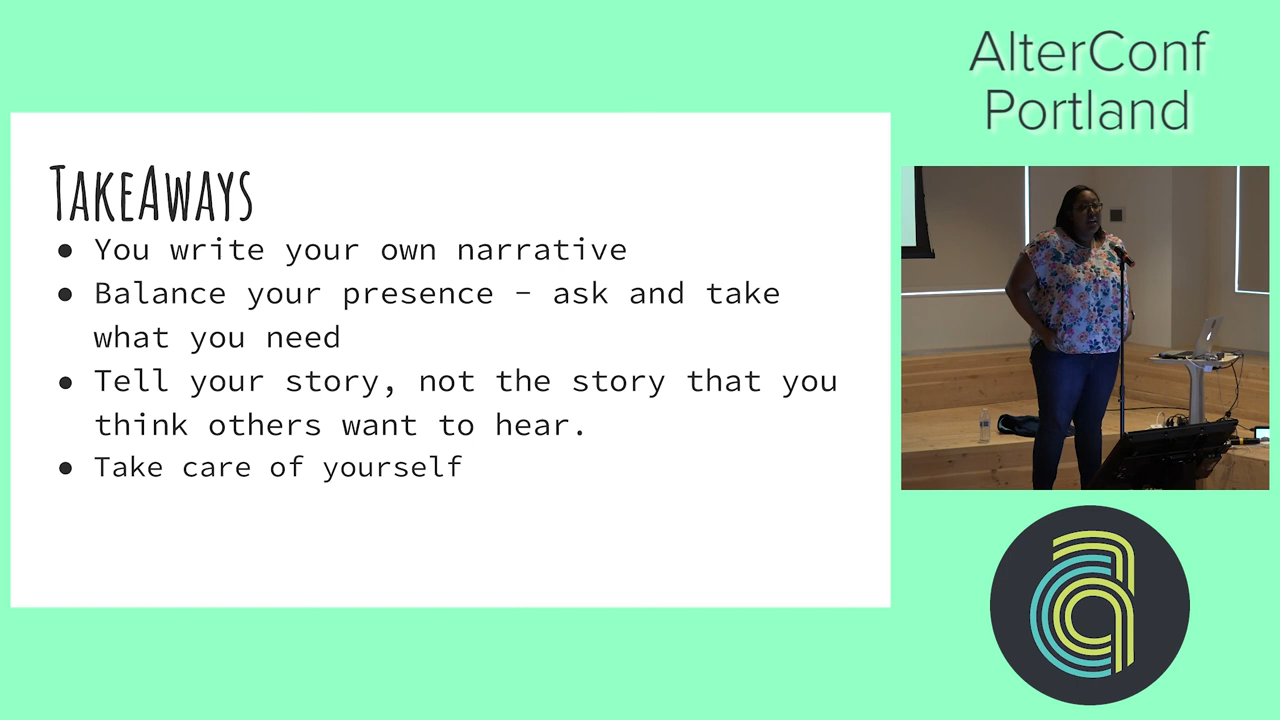 AlterConf
Portland
TakeAways
● You write your own narrative
● Balance your presence - ask and take
what you need
● Tell your story, not the story that you
think others want to hear.
● Take care of yourself